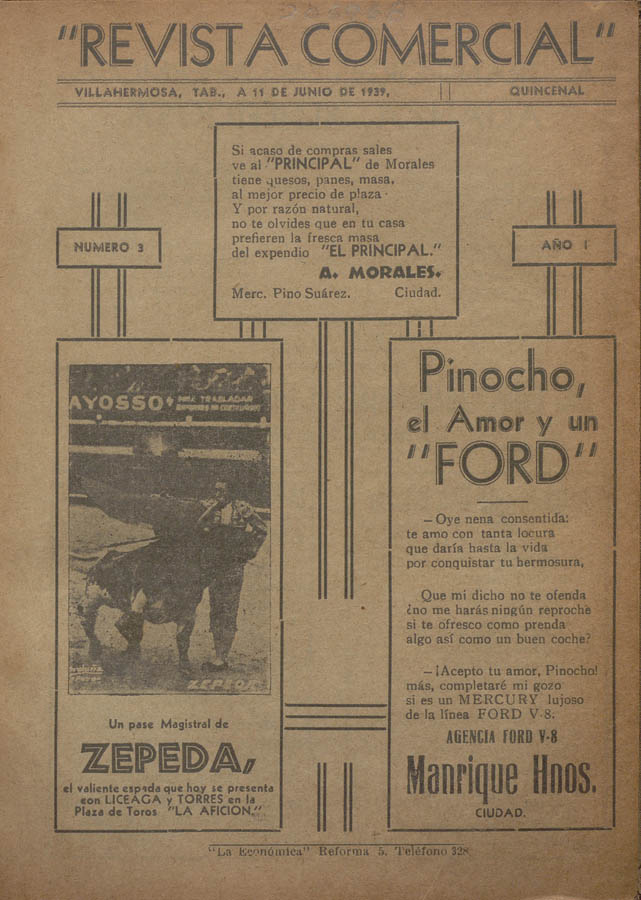 "REVISTA COMERCIAL"
VILLAHERMOSA, TAB., A 11 DE JUNIO DE 1939, QUINCENAL
Si acaso de compras sales
ve al "PRINCIPAL" de Morales
tiene quesos, panes, masa,
al mejor precio de plaza
Y por razón natural,
no te olvides que en tu casa
prefieren la fresca masa
del expendio "EL PRINCIPAL."
A. MORALES.
Merc. Pino Suárez. Ciudad.
NUMERO 3
AÑO I
AYOSSO
PARA TRASLADAR
ZEPEDA
Un pase Magistral de
ZEPEDA,
el valiente espada que hoy se presenta
con LICEAGA y TORRES en la
Plaza de Toros "LA AFICION."
Pinocho,
el Amor y un
"FORD"
—Oye nena consentida:
te amo con tanta locura
que daría hasta la vida
por conquistar tu hermosura,
Que mi dicho no te ofenda
¿no me harás ningún reproche
si te ofresco como prenda
algo así como un buen coche?
—¡Acepto tu amor, Pinocho!
más, completaré mi gozo
si es un MERCURY lujoso
de la línea FORD V-8.
AGENCIA FORD V-8
Manrique Hnos.
CIUDAD.
"La Económica" Reforma 5. Teléfono 328